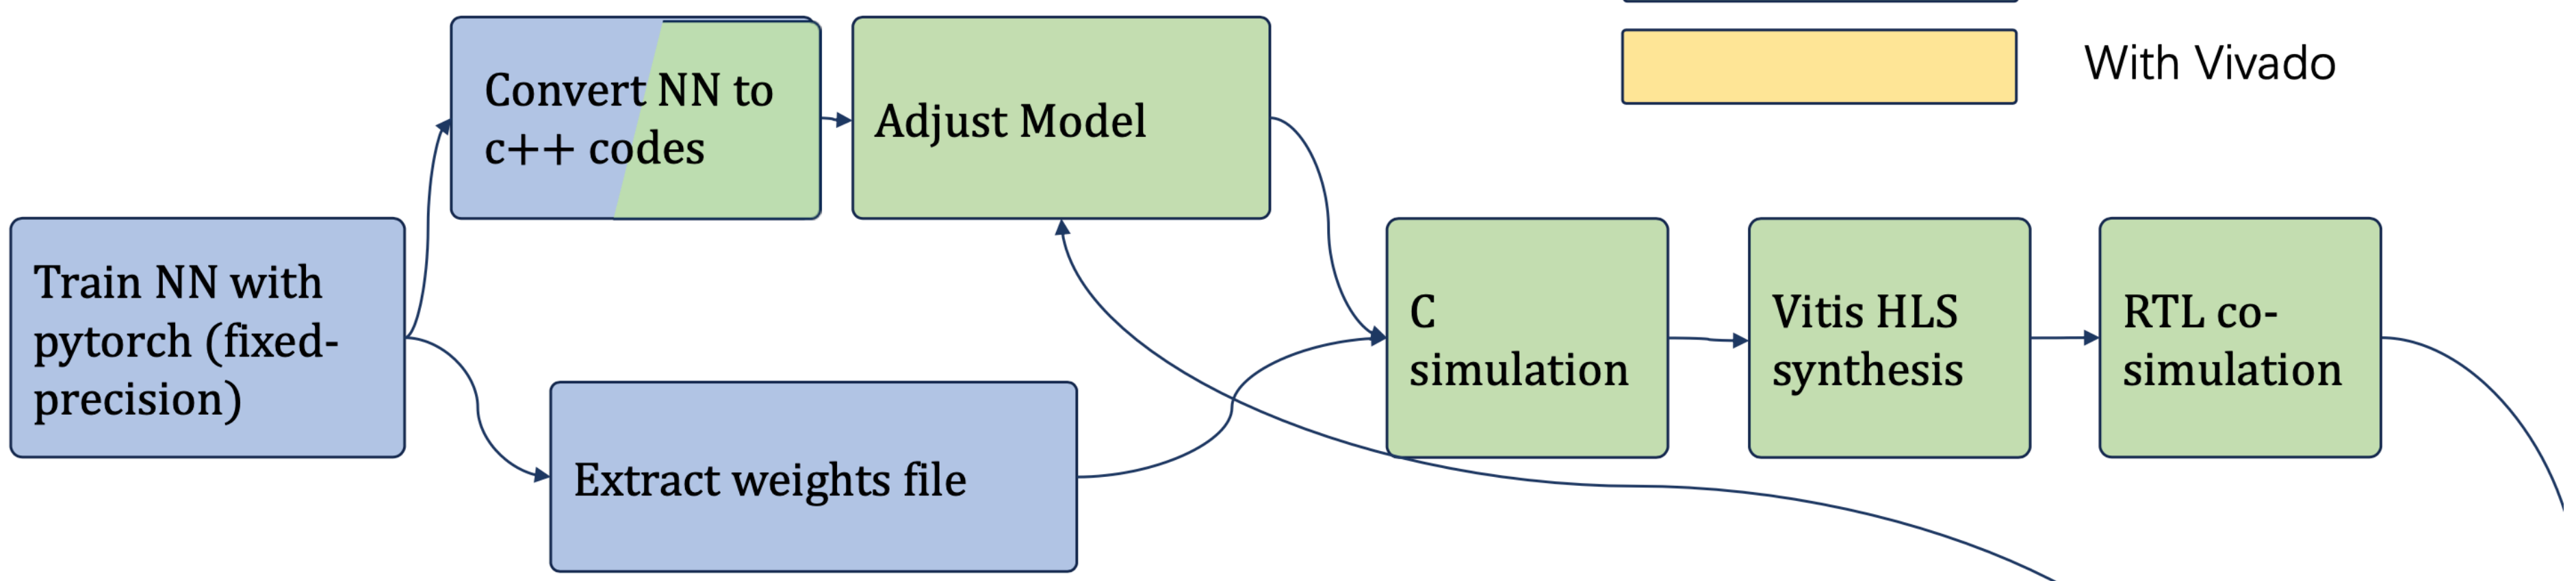 Convert NN to
c++ codes
Adjust Model
With Vivado
Train NN with
pytorch (fixed-
precision)
C
simulation
Vitis HLS
synthesis
RTL co-
simulation
Extract weights file